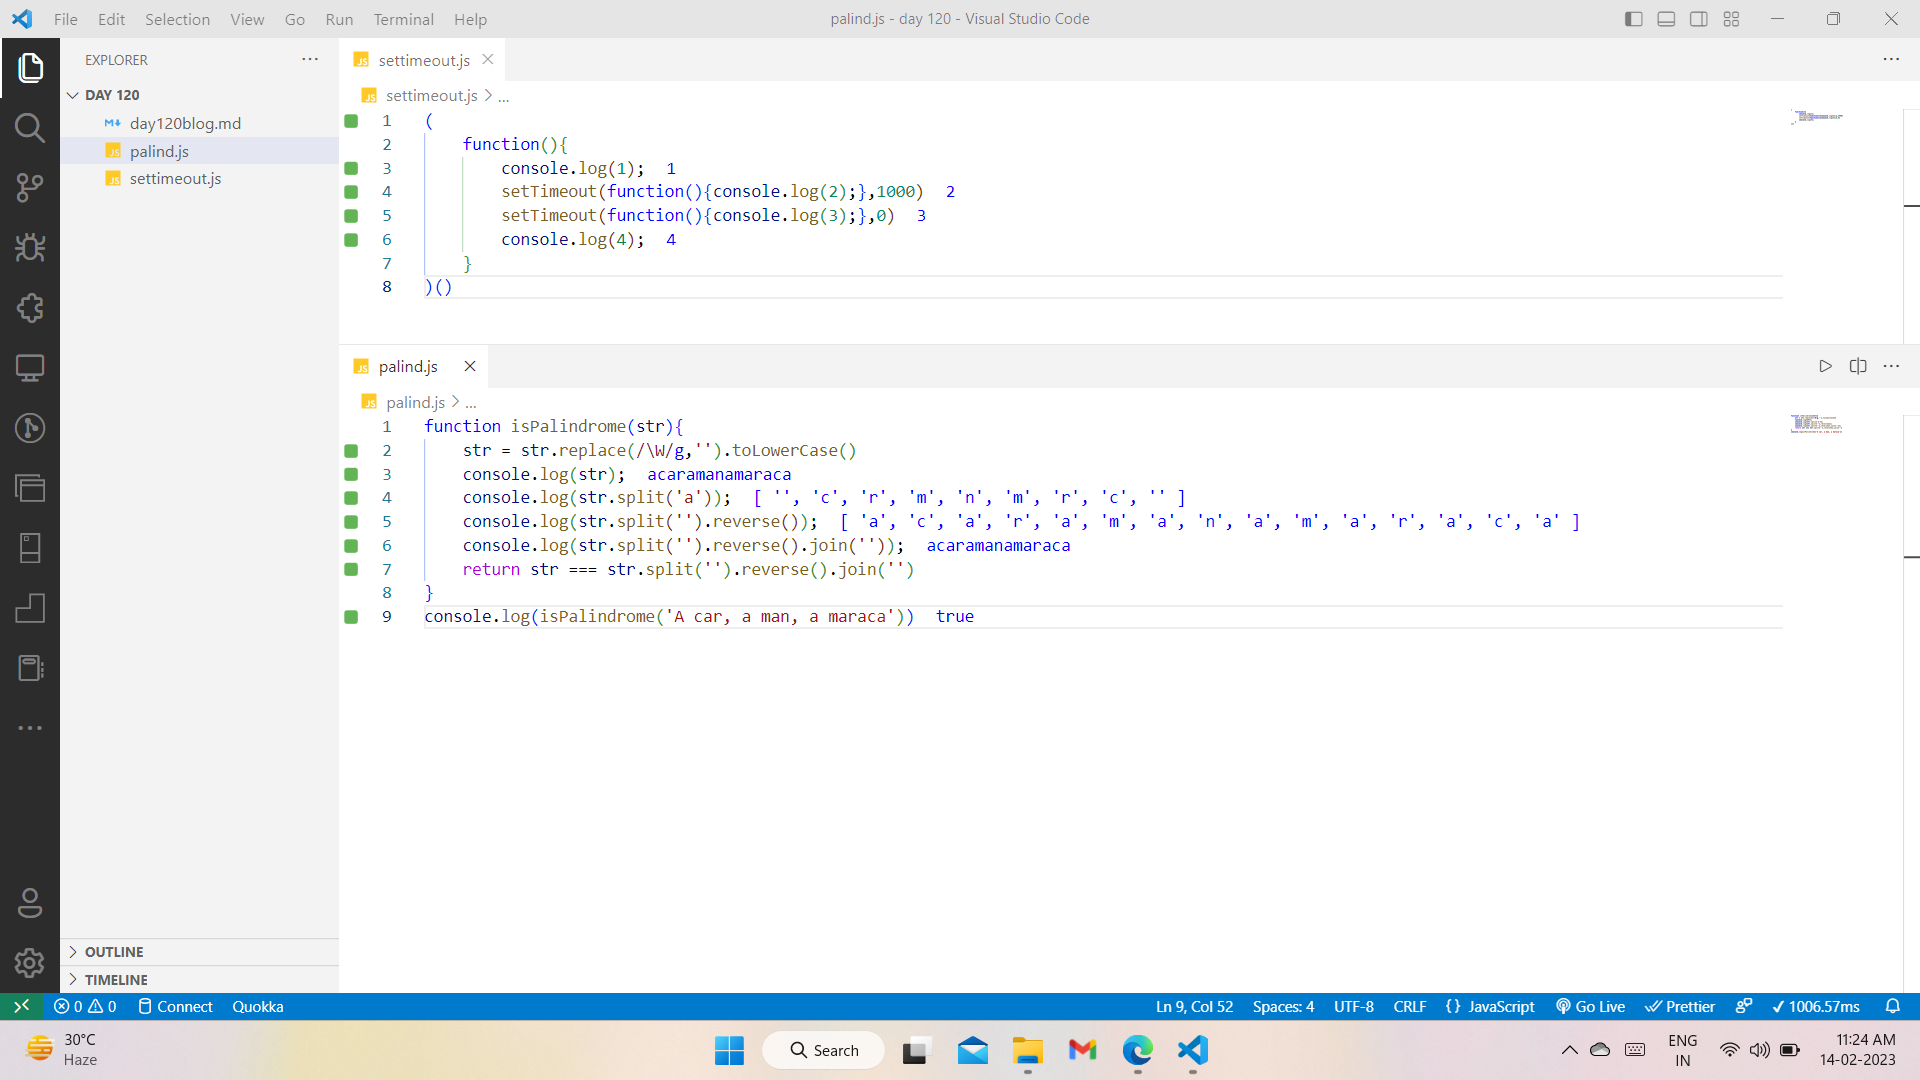 File Edit Selection View Go Run Terminal Help
palind.js - day 120 - Visual Studio Code
EXPLORER
DAY 120
day120blog.md
palind.js
settimeout.js
OUTLINE
TIMELINE
settimeout.js
settimeout.js > ...
1 (
2 function(){
3 console.log(1); 1
4 setTimeout(function(){console.log(2);},1000) 2
5 setTimeout(function(){console.log(3);},0) 3
6 console.log(4); 4
7 }
8 )()
palind.js
palind.js > ...
1 function isPalindrome(str){
2 str = str.replace(/\W/g,'').toLowerCase()
3 console.log(str); acaramanamaraca
4 console.log(str.split('a')); [ '', 'c', 'r', 'm', 'n', 'm', 'r', 'c', '' ]
5 console.log(str.split('').reverse()); [ 'a', 'c', 'a', 'r', 'a', 'm', 'a', 'n', 'a', 'm', 'a', 'r', 'a', 'c', 'a' ]
6 console.log(str.split('').reverse().join('')); acaramanamaraca
7 return str === str.split('').reverse().join('')
8 }
9 console.log(isPalindrome('A car, a man, a maraca')) true
0 0 Connect Quokka
Ln 9, Col 52 Spaces: 4 UTF-8 CRLF {} JavaScript Go Live Prettier 1006.57ms
30°C
Haze
Search
ENG
IN
11:24 AM
14-02-2023